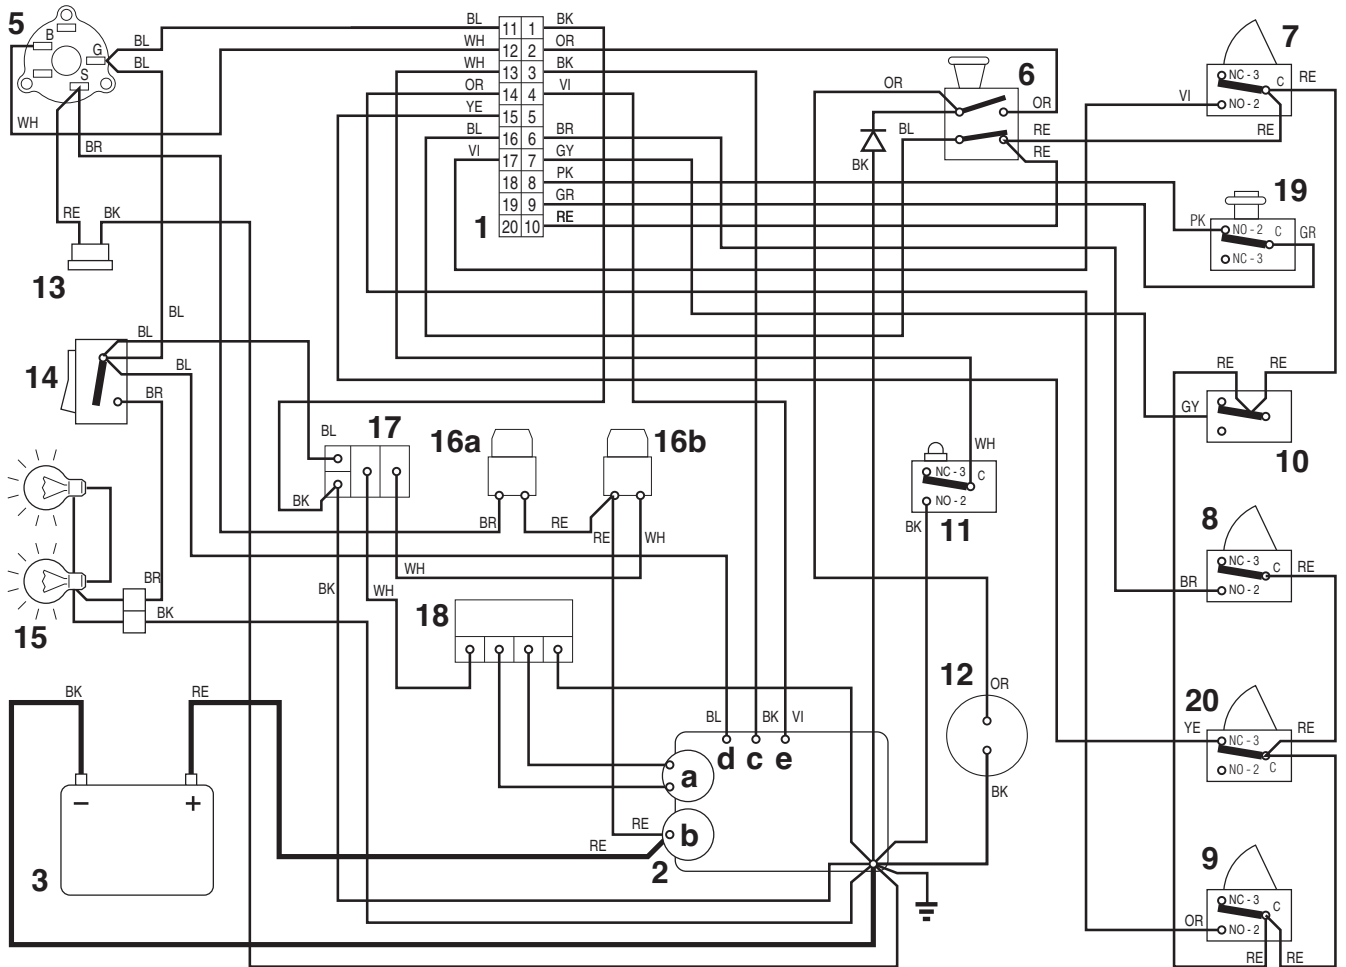 5
B
G
S
BL
BL
WH
BR
RE
BK
13
BL
WH
WH
OR
YE
BL
VI
11 1
12 2
13 3
14 4
15 5
16 6
17 7
18 8
19 9
20 10
1
BK
OR
BK
VI
BR
GY
PK
GR
RE
OR
6
OR
BL
RE
RE
BK
7
NC - 3
C
RE
VI
NO - 2
RE
19
PK
NO - 2
C
GR
NC - 3
BL
BL
14
BL
BR
RE
RE
GY
10
17
BL
BK
16a
16b
BR
RE
RE
WH
WH
NC - 3
C
NO - 2
BK
11
8
NC - 3
C
RE
BR
NO - 2
BR
BK
15
BK
WH
WH
18
12
OR
BK
20
YE
NC - 3
RE
NO - 2
C
BK
RE
−
+
3
BL
BK
VI
d
c
e
a
b
RE
RE
2
9
NC - 3
C
OR
NO - 2
RE
RE